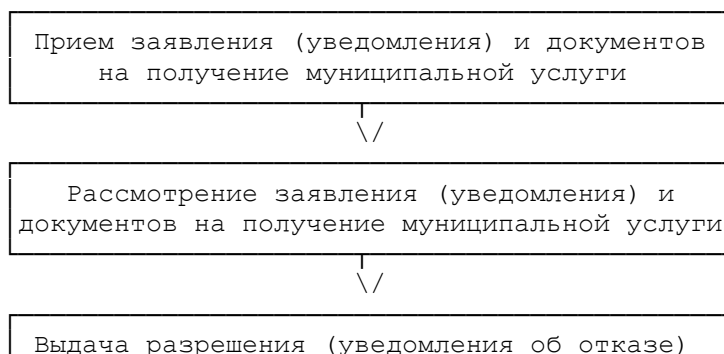 Прием заявления (уведомления) и документов
на получение муниципальной услуги
\/
Рассмотрение заявления (уведомления) и
документов на получение муниципальной услуги
\/
Выдача разрешения (уведомления об отказе)